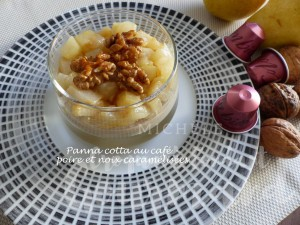 Panna cotta au café
poire et noix caramélisées